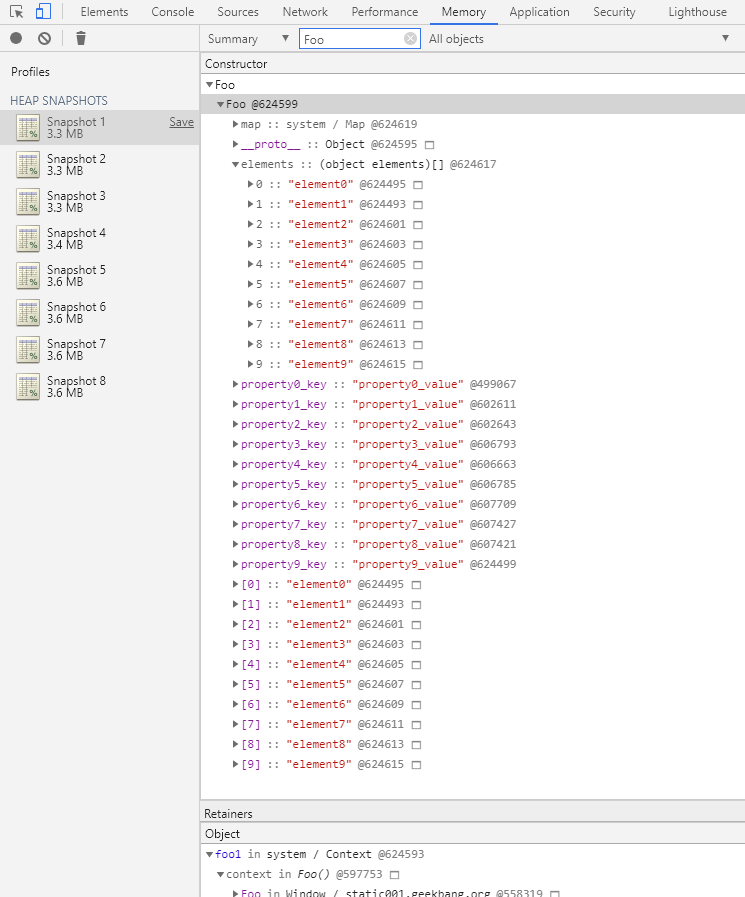 Elements Console Sources Network Performance Memory Application Security Lighthouse
Summary ▼ Foo All objects ▼
Profiles
HEAP SNAPSHOTS
Snapshot 1 Save
3.3 MB
Snapshot 2
3.3 MB
Snapshot 3
3.3 MB
Snapshot 4
3.4 MB
Snapshot 5
3.6 MB
Snapshot 6
3.6 MB
Snapshot 7
3.6 MB
Snapshot 8
3.6 MB
Constructor
▼Foo
▼Foo @624599
▶map :: system / Map @624619
▶__proto__ :: Object @624595
▼elements :: (object elements)[] @624617
▶0 :: "element0" @624495
▶1 :: "element1" @624493
▶2 :: "element2" @624601
▶3 :: "element3" @624603
▶4 :: "element4" @624605
▶5 :: "element5" @624607
▶6 :: "element6" @624609
▶7 :: "element7" @624611
▶8 :: "element8" @624613
▶9 :: "element9" @624615
▶property0_key :: "property0_value" @499067
▶property1_key :: "property1_value" @602611
▶property2_key :: "property2_value" @602643
▶property3_key :: "property3_value" @606793
▶property4_key :: "property4_value" @606663
▶property5_key :: "property5_value" @606785
▶property6_key :: "property6_value" @607709
▶property7_key :: "property7_value" @607427
▶property8_key :: "property8_value" @607421
▶property9_key :: "property9_value" @624499
▶[0] :: "element0" @624495
▶[1] :: "element1" @624493
▶[2] :: "element2" @624601
▶[3] :: "element3" @624603
▶[4] :: "element4" @624605
▶[5] :: "element5" @624607
▶[6] :: "element6" @624609
▶[7] :: "element7" @624611
▶[8] :: "element8" @624613
▶[9] :: "element9" @624615
Retainers
Object
▼foo1 in system / Context @624593
▼context in Foo() @597753
▶Foo in Window / static001.geekbang.org @558319